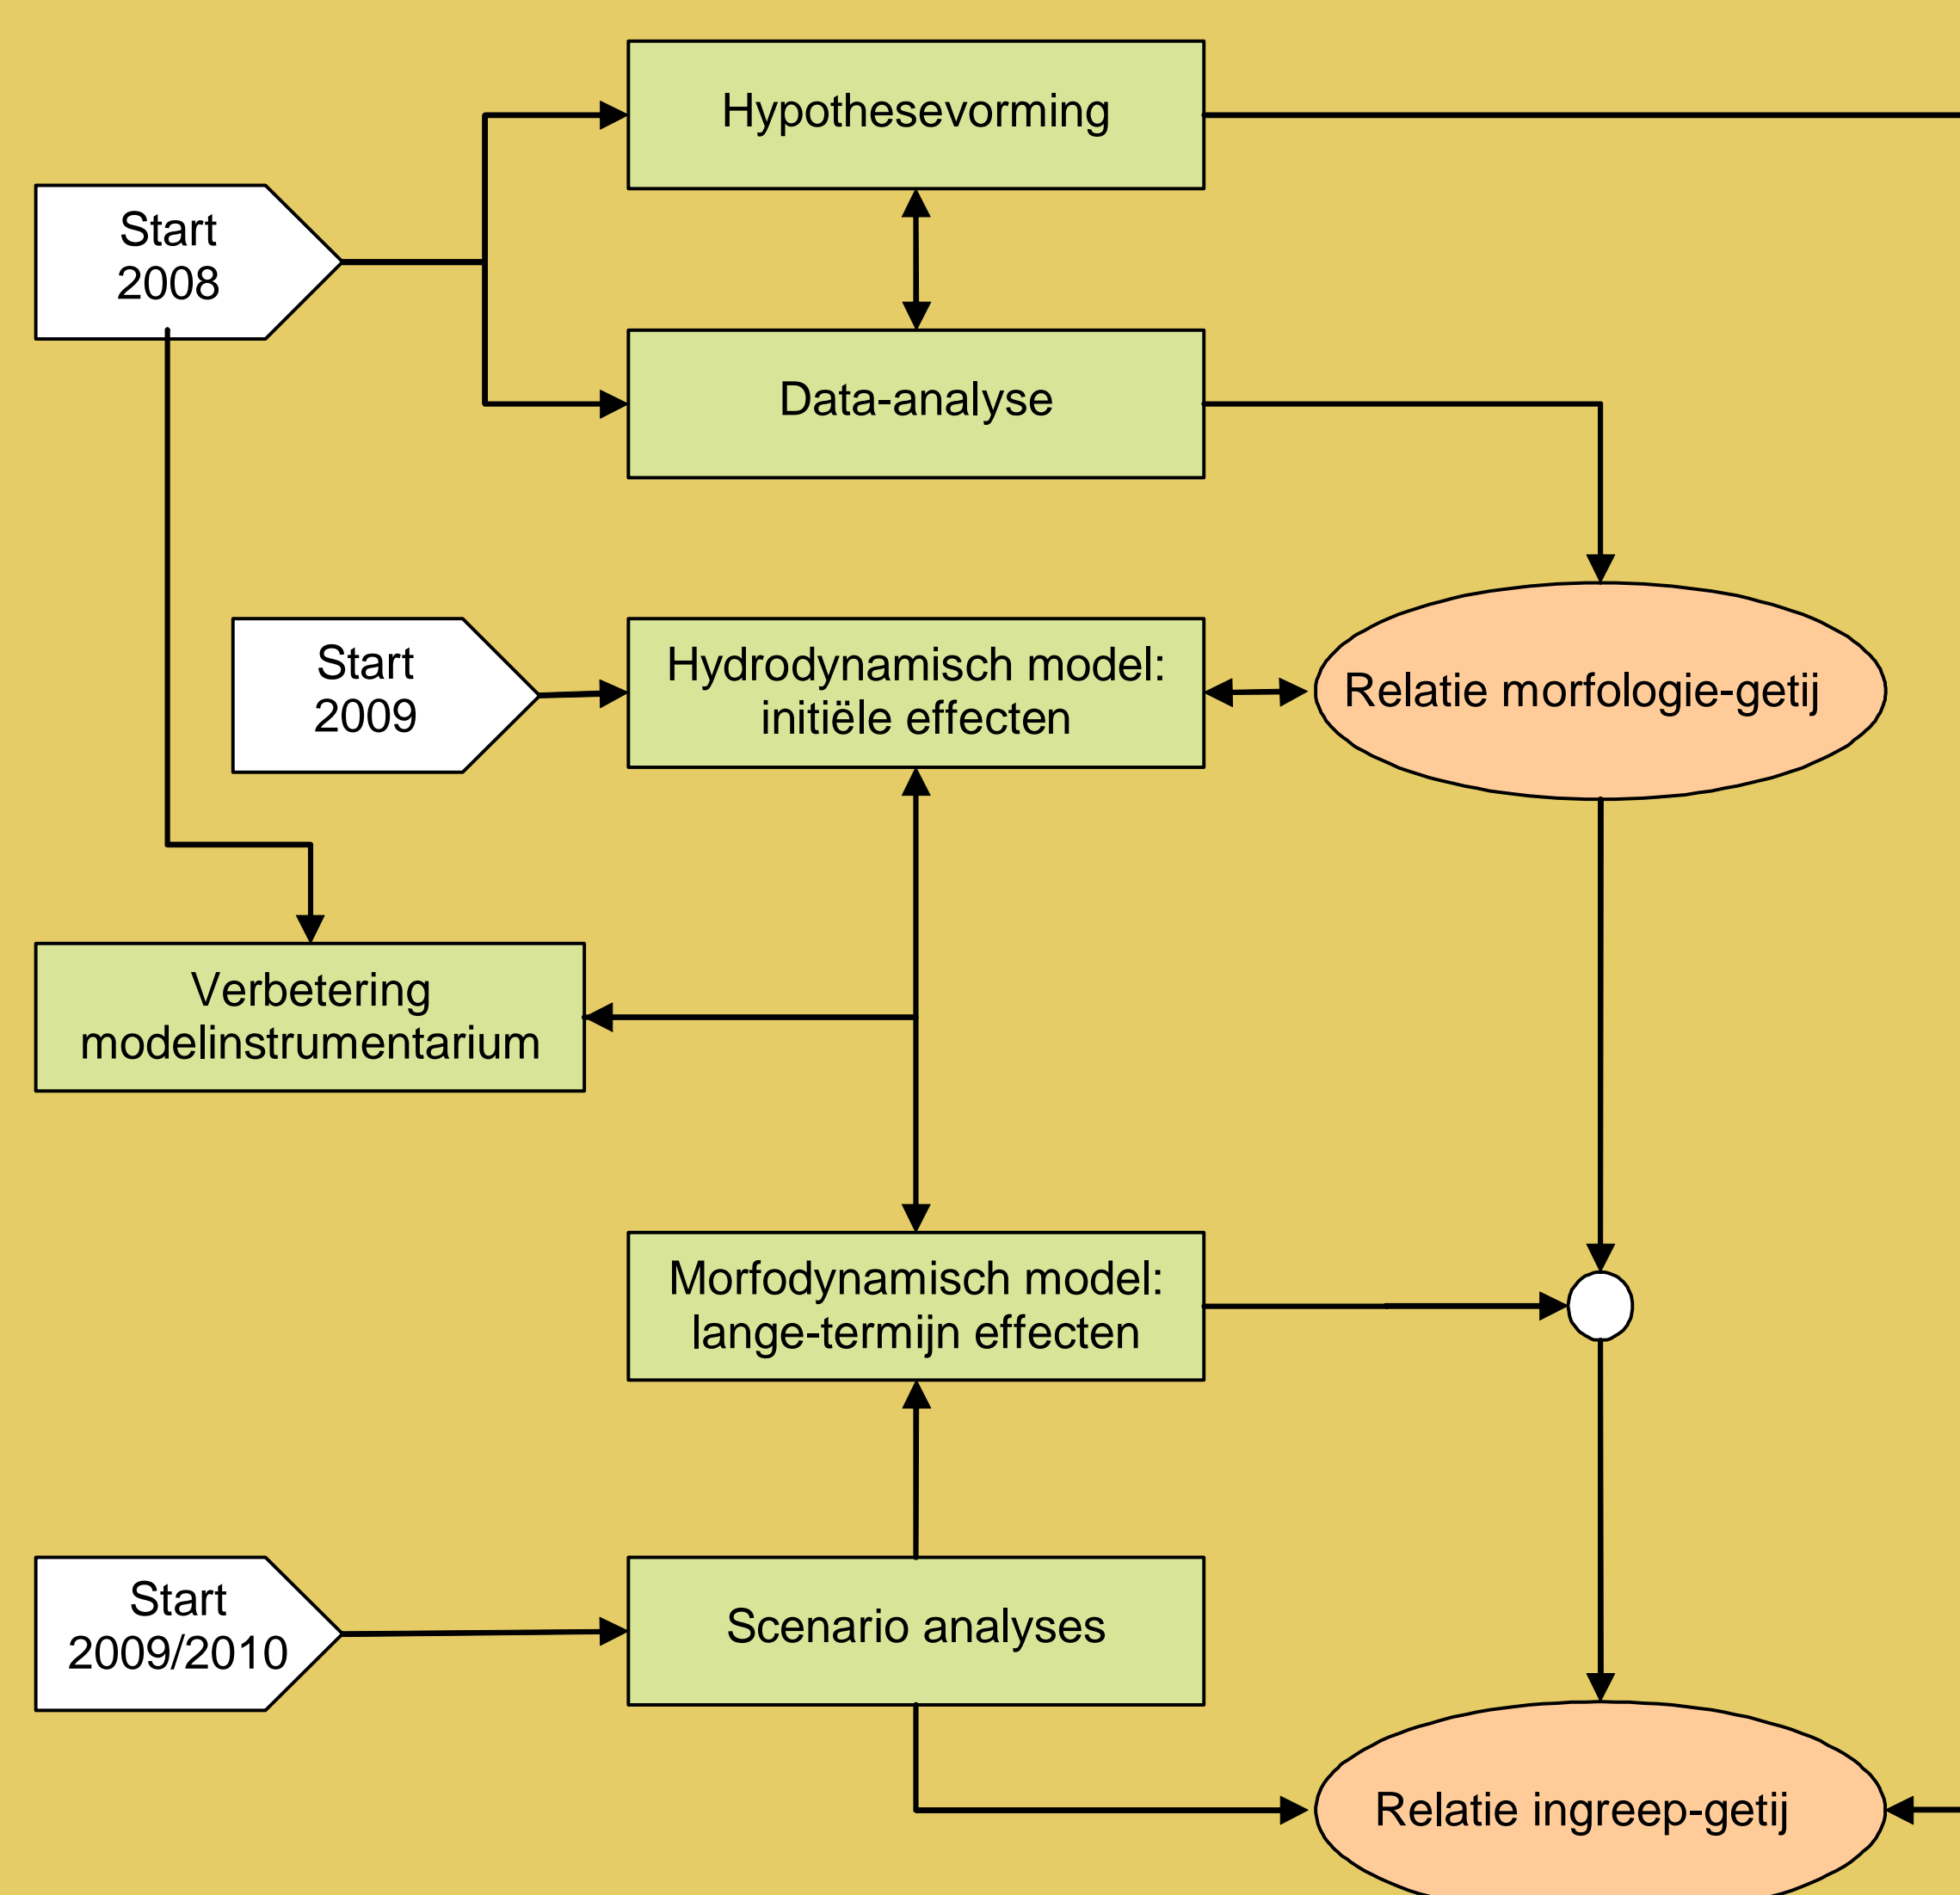 Hypothesevorming
Start
2008
Data-analyse
Start
2009
Hydrodynamisch model:
initiële effecten
Relatie morfologie-getij
Verbetering
modelinstrumentarium
Morfodynamisch model:
lange-termijn effecten
Start
2009/2010
Scenario analyses
Relatie ingreep-getij